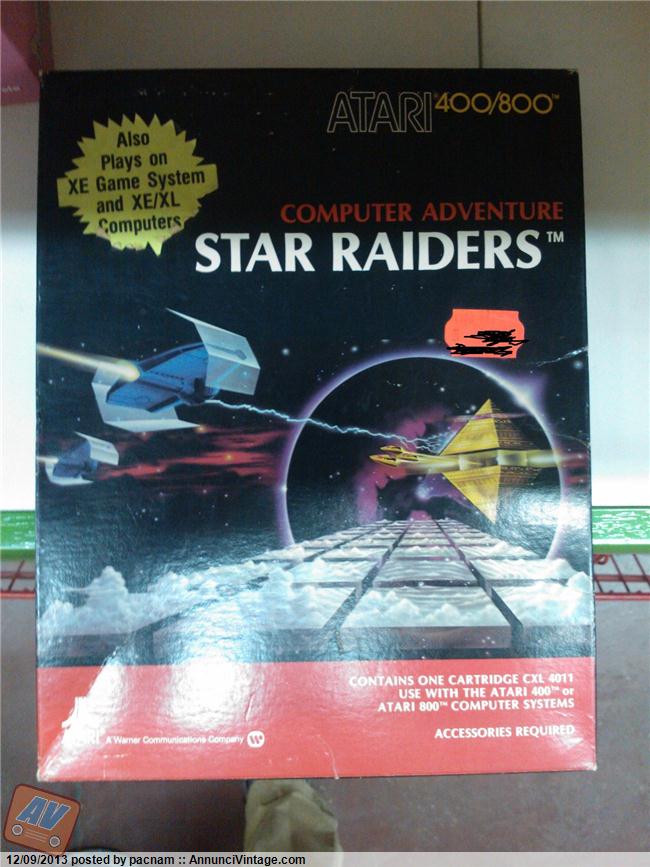 ATARI® 400/800™
Also
Plays on
XE Game System
and XE/XL
Computers
COMPUTER ADVENTURE
STAR RAIDERS™
CONTAINS ONE CARTRIDGE CXL 4011
USE WITH THE ATARI 400™ or
ATARI 800™ COMPUTER SYSTEMS
ACCESSORIES REQUIRED
ATARI A Warner Communications Company
AV
12/09/2013 posted by pacnam :: AnnunciVintage.com